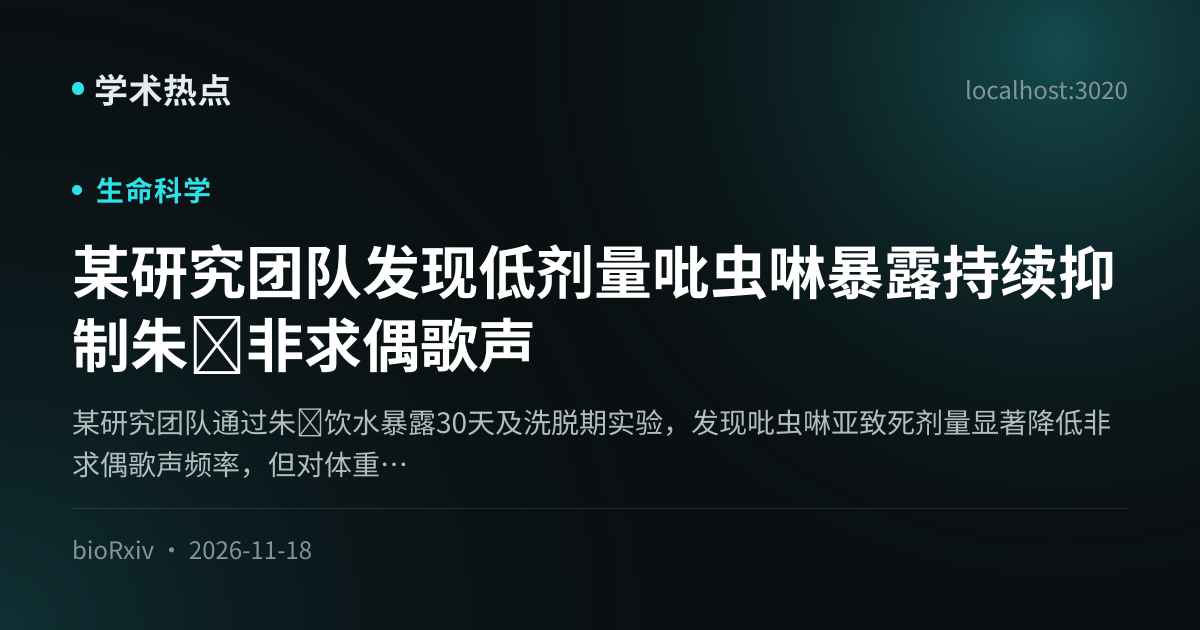 学术热点
localhost:3020
生命科学
某研究团队发现低剂量吡虫啉暴露持续抑
制朱☒非求偶歌声
某研究团队通过朱☒饮水暴露30天及洗脱期实验，发现吡虫啉亚致死剂量显著降低非
求偶歌声频率，但对体重…
bioRxiv • 2026-11-18